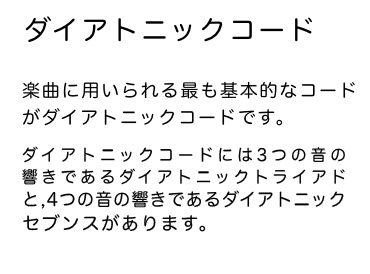 ダイアトニックコード
楽曲に用いられる最も基本的なコード
がダイアトニックコードです。
ダイアトニックコードには3つの音の
響きであるダイアトニックトライアド
と,4つの音の響きであるダイアトニック
セブンスがあります。